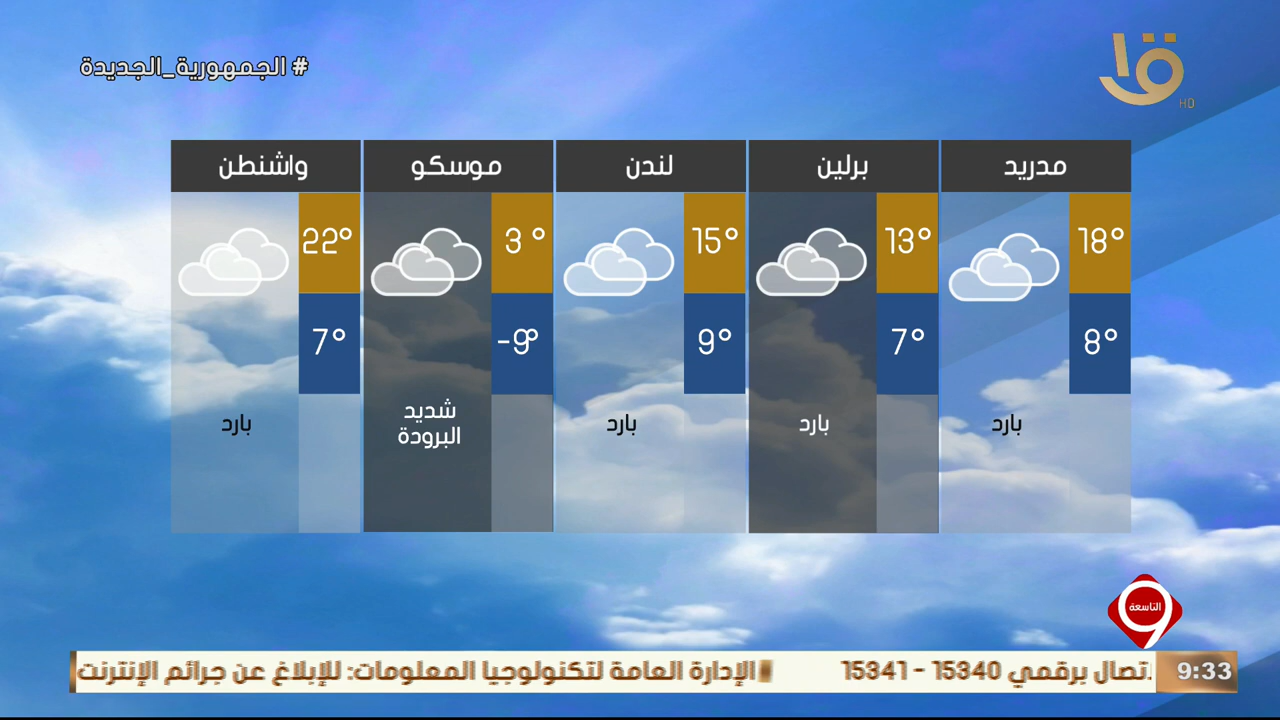 # الجمهورية_الجديدة
HD
مدريد
18°
8°
بارد
برلين
13°
7°
بارد
لندن
15°
9°
بارد
موسكو
3 °
-9°
شديد
البرودة
واشنطن
22°
7°
بارد
التاسعة
9
9:33
اتصال برقمي 15340 - 15341
الإدارة العامة لتكنولوجيا المعلومات: للإبلاغ عن جرائم الإنترنت